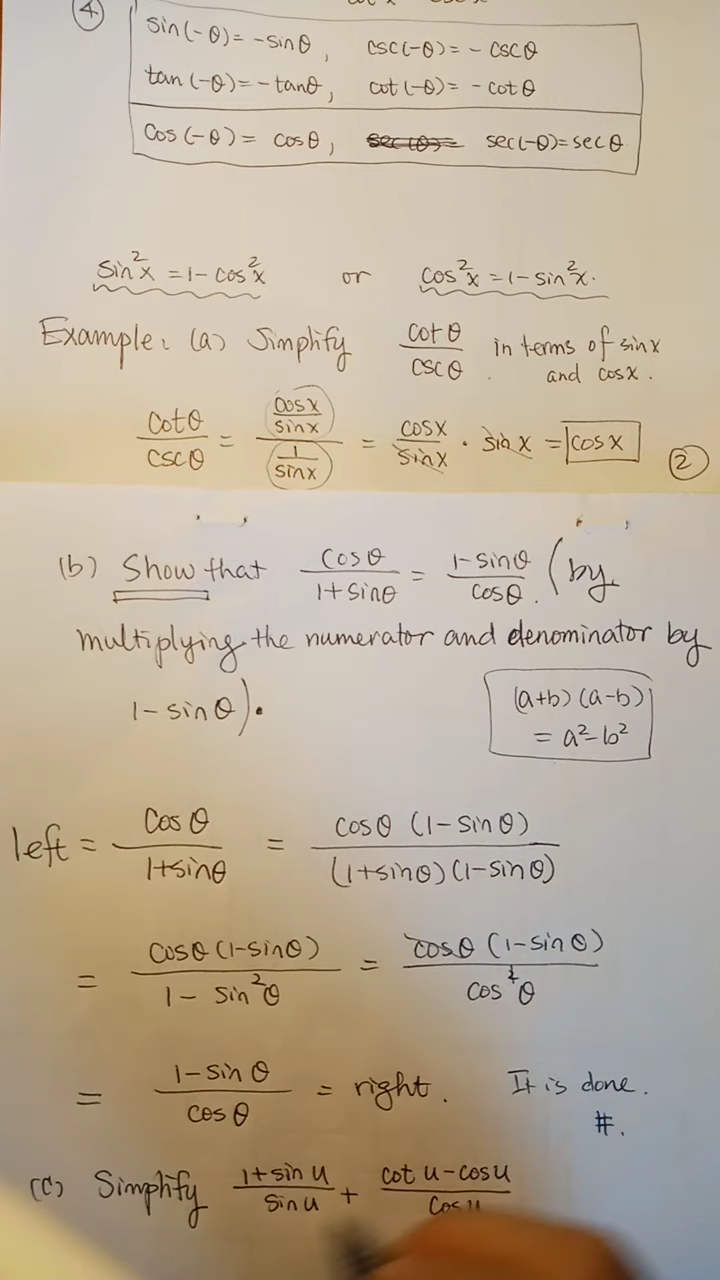 ④
sin(-θ) = -sinθ, csc(-θ) = - cscθ
tan(-θ) = -tanθ, cot(-θ) = - cotθ
cos(-θ) = cosθ, sec(-θ) = secθ
sin²x = 1 - cos²x or cos²x = 1 - sin²x.
Example: (a) Simplify cotθ/cscθ in terms of sinx
and cosx.
cotθ/cscθ = (cosx/sinx)/(1/sinx) = cosx/sinx · sinx = cosx
②
(b) Show that cosθ/(1+sinθ) = (1-sinθ)/cosθ. (by
multiplying the numerator and denominator by
1-sinθ).
(a+b)(a-b)
= a²-b²
left = cosθ/(1+sinθ) = cosθ(1-sinθ)/(1+sinθ)(1-sinθ)
= cosθ(1-sinθ)/(1-sin²θ) = cosθ(1-sinθ)/cos²θ
= (1-sinθ)/cosθ = right. It is done.
#.
(c) Simplify (1+sin u)/sin u + (cot u - cos u)/cos u